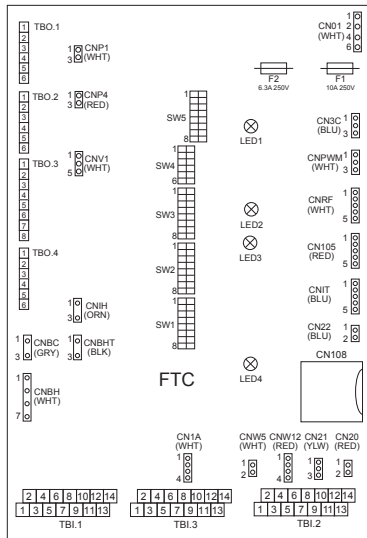 TBO.1
1
2
3
4
5
6
1
3
CNP1
(WHT)
CN01
(WHT)
1
2
4
6
F2
6.3A 250V
F1
10A 250V
TBO.2
1
2
3
4
5
6
1
3
CNP4
(RED)
SW5
1
8
LED1
CN3C
(BLU)
1
3
TBO.3
1
2
3
4
5
6
7
8
1
5
CNV1
(WHT)
SW4
1
6
CNPWM
(WHT)
1
3
SW3
1
8
LED2
CNRF
(WHT)
1
5
TBO.4
1
2
3
4
5
6
LED3
CN105
(RED)
1
5
SW2
1
8
CNIT
(BLU)
1
5
1
3
CNIH
(ORN)
SW1
1
8
CN22
(BLU)
1
2
1
3
CNBC
(GRY)
1
3
CNBHT
(BLK)
CN108
FTC
LED4
1
7
CNBH
(WHT)
CN1A
(WHT)
1
4
CNW5
(WHT)
1
2
CNW12
(RED)
1
4
CN21
(YLW)
1
3
CN20
(RED)
1
2
2 4 6 8 10 12 14
1 3 5 7 9 11 13
TBI.1
2 4 6 8 10 12 14
1 3 5 7 9 11 13
TBI.3
2 4 6 8 10 12 14
1 3 5 7 9 11 13
TBI.2